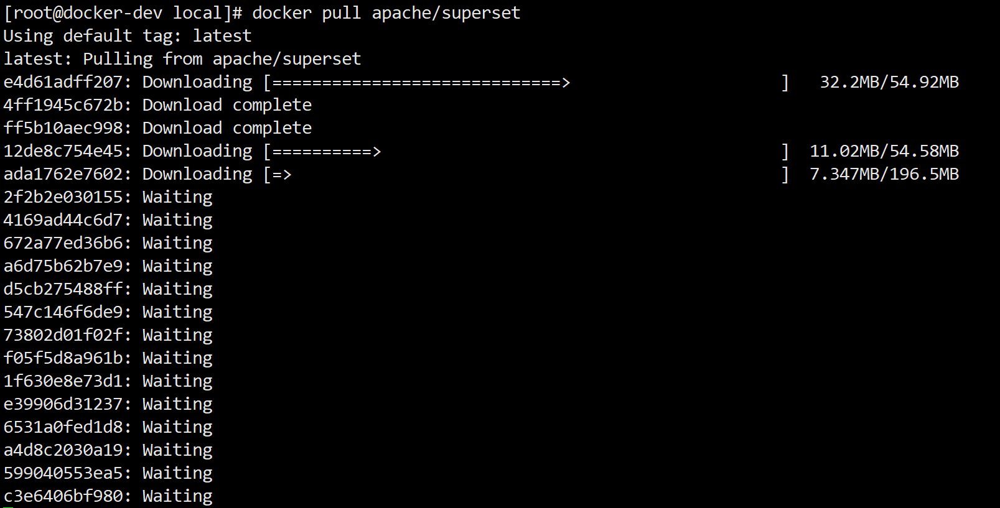 [root@docker-dev local]# docker pull apache/superset
Using default tag: latest
latest: Pulling from apache/superset
e4d61adff207: Downloading [=============================>                     ]   32.2MB/54.92MB
4ff1945c672b: Download complete
ff5b10aec998: Download complete
12de8c754e45: Downloading [==========>                                        ]  11.02MB/54.58MB
ada1762e7602: Downloading [=>                                                 ]  7.347MB/196.5MB
2f2b2e030155: Waiting
4169ad44c6d7: Waiting
672a77ed36b6: Waiting
a6d75b62b7e9: Waiting
d5cb275488ff: Waiting
547c146f6de9: Waiting
73802d01f02f: Waiting
f05f5d8a961b: Waiting
1f630e8e73d1: Waiting
e39906d31237: Waiting
6531a0fed1d8: Waiting
a4d8c2030a19: Waiting
599040553ea5: Waiting
c3e6406bf980: Waiting